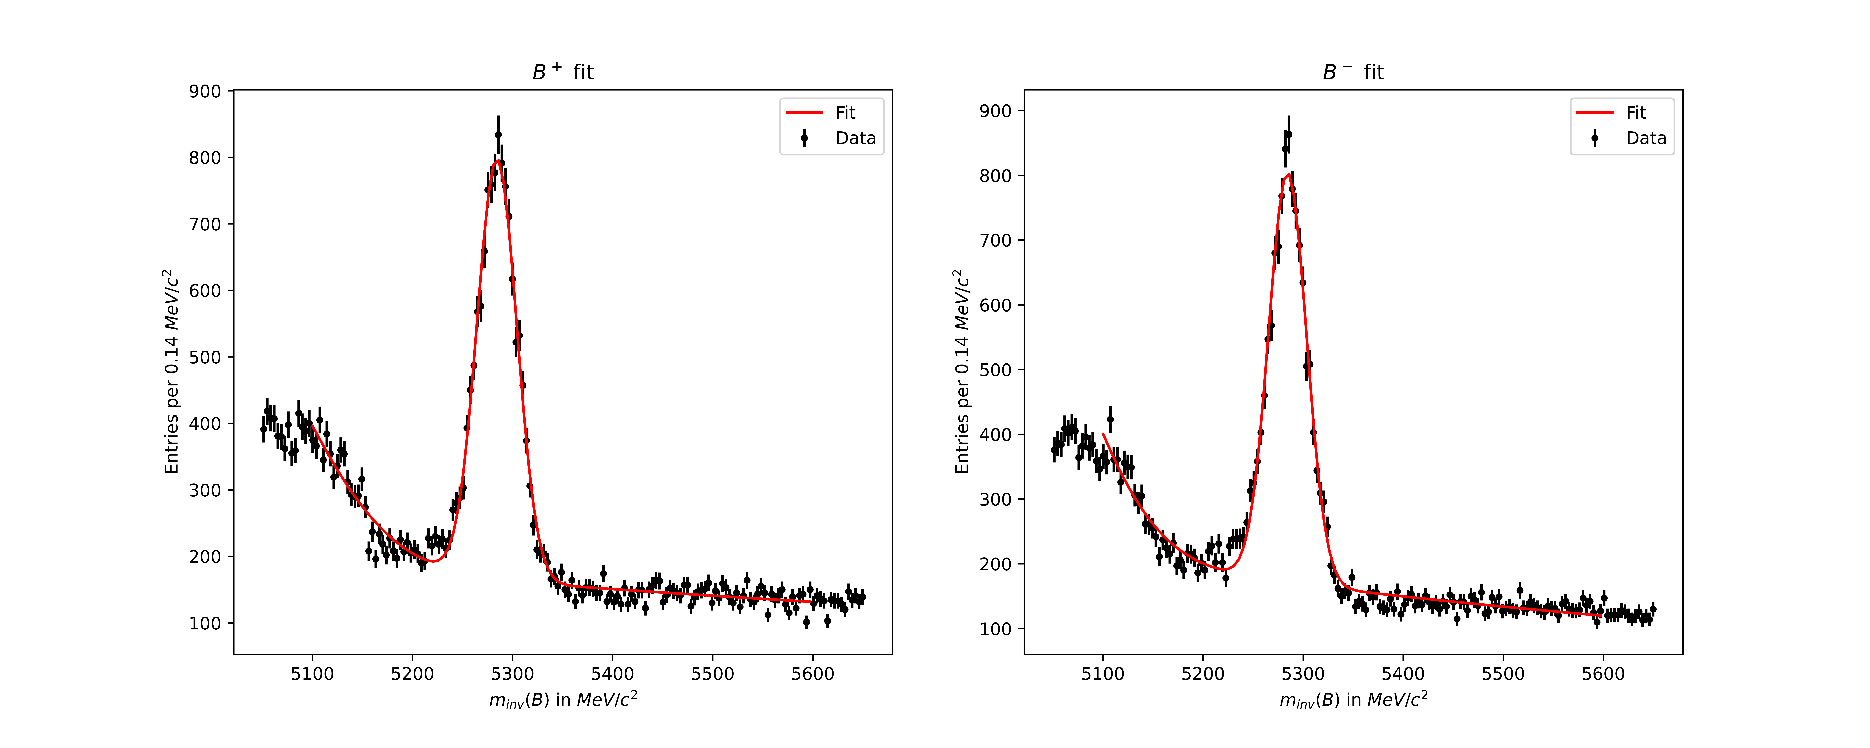 B⁺ fit
900
800
700
600
500
400
300
200
100
Entries per 0.14 MeV/c²
Fit
Data
5100 5200 5300 5400 5500 5600
m_inv(B) in MeV/c²
B⁻ fit
900
800
700
600
500
400
300
200
100
Entries per 0.14 MeV/c²
Fit
Data
5100 5200 5300 5400 5500 5600
m_inv(B) in MeV/c²